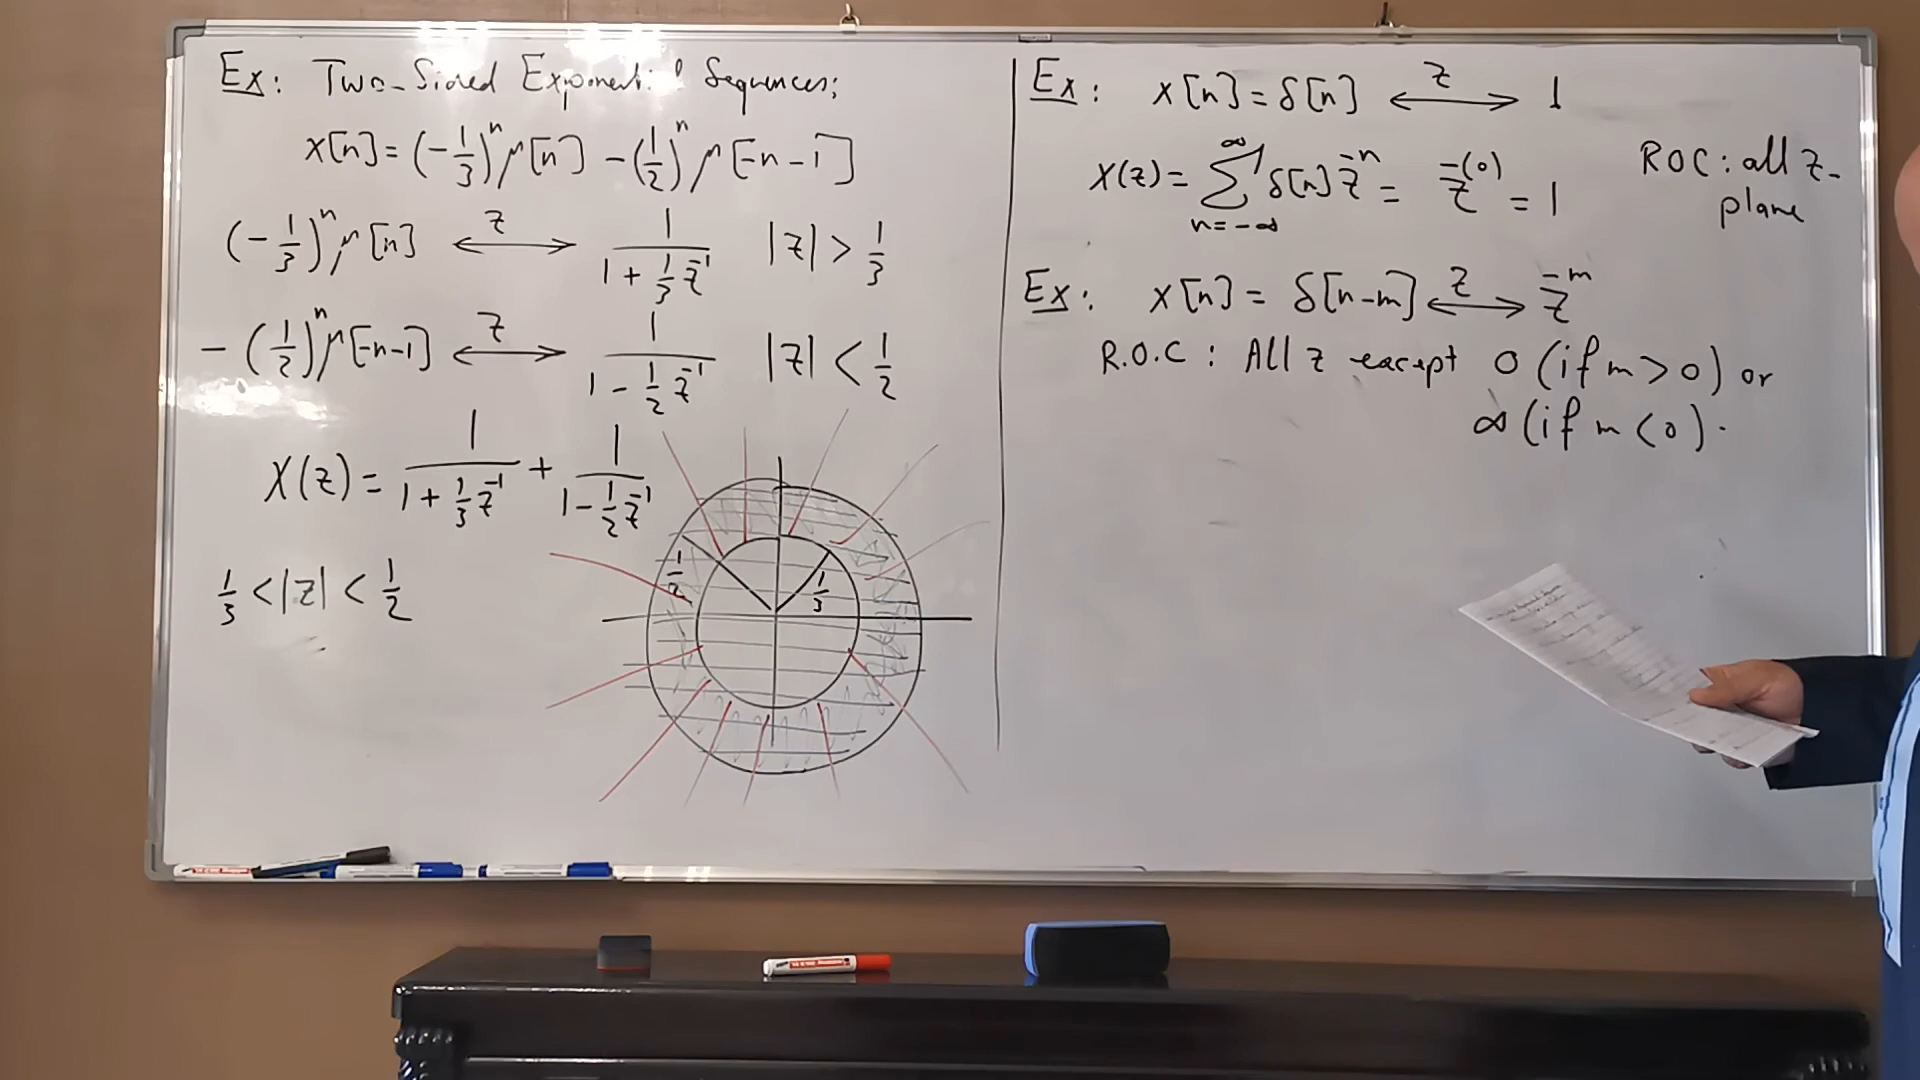 Ex: Two-Sided Exponential Sequences:
x[n] = (-1/3)^n μ[n] - (1/2)^n μ[-n-1]
(-1/3)^n μ[n] ⟷ᶻ 1/(1 + 1/3 z^-1) |z| > 1/3
-(1/2)^n μ[-n-1] ⟷ᶻ 1/(1 - 1/2 z^-1) |z| < 1/2
X(z) = 1/(1 + 1/3 z^-1) + 1/(1 - 1/2 z^-1)
1/2
1/3
1/3 < |z| < 1/2
Ex: x[n] = δ[n] ⟷ᶻ 1
X(z) = ∑_{n=-∞}^{∞} δ[n] z^-n = z^-(0) = 1
ROC: all z-
plane
Ex: x[n] = δ[n-m] ⟷ᶻ z^-m
R.O.C: All z except 0 (if m > 0) or
∞ (if m < 0).